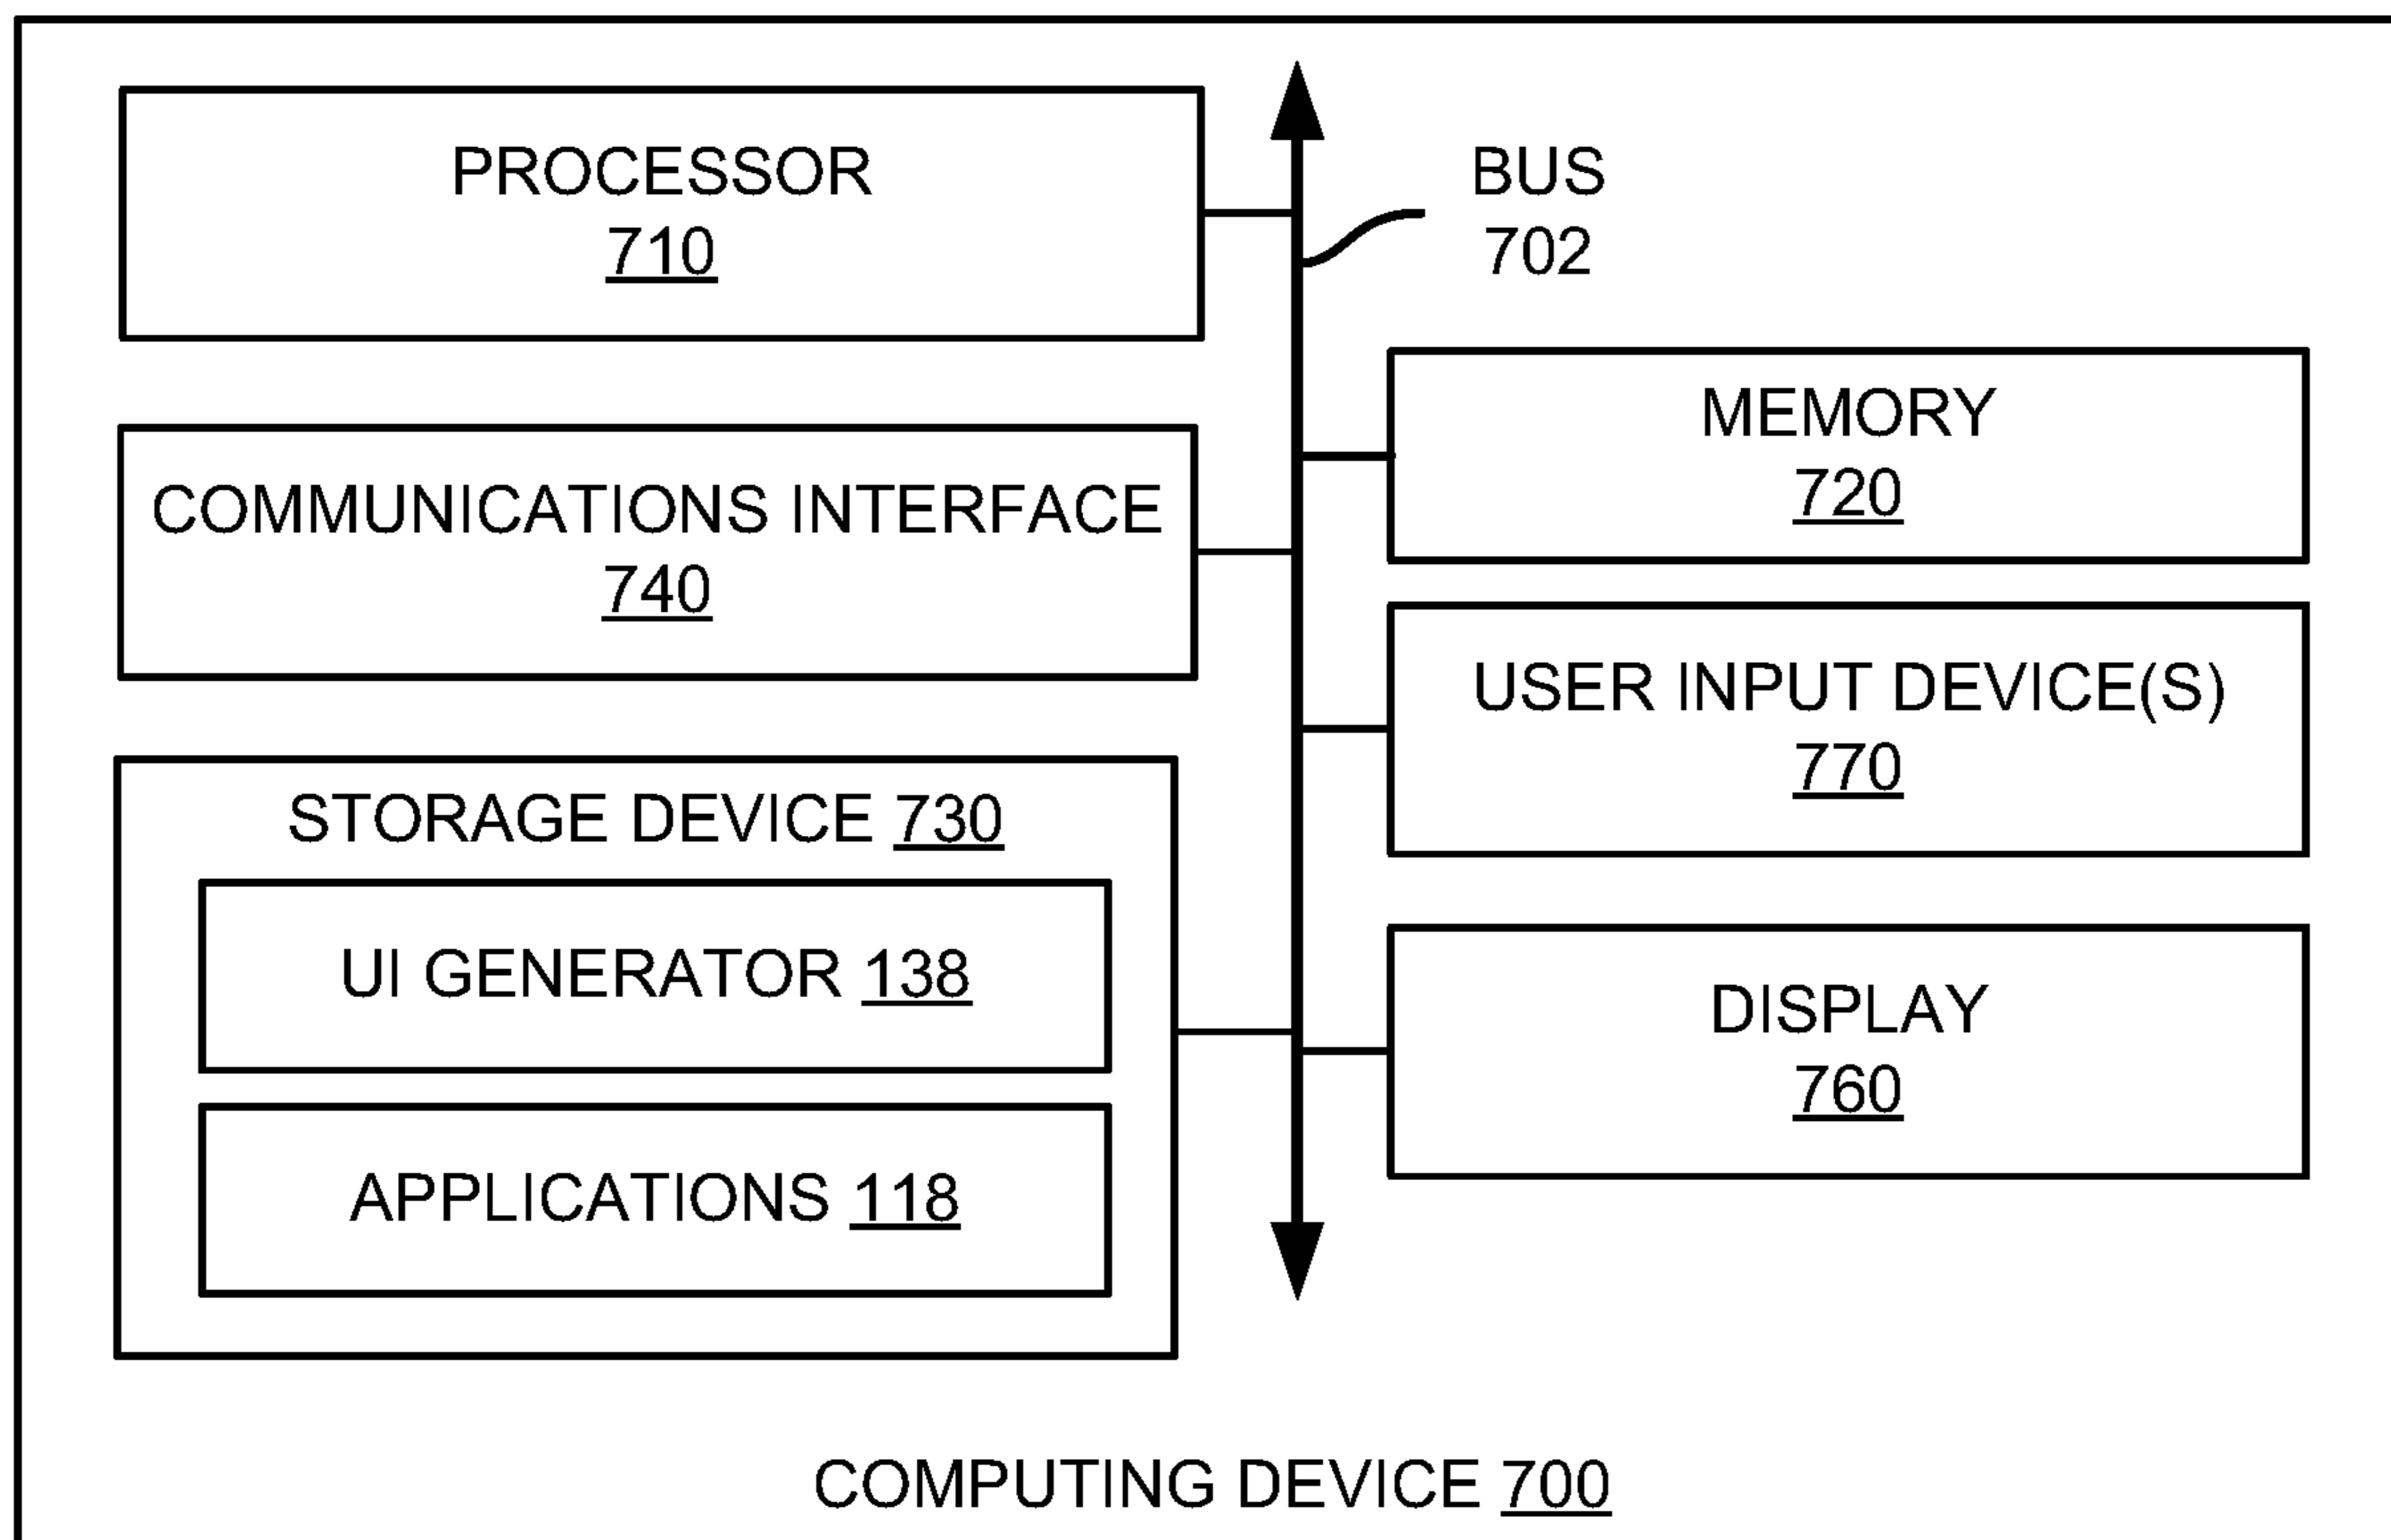 PROCESSOR
710
BUS
702
MEMORY
720
COMMUNICATIONS INTERFACE
740
USER INPUT DEVICE(S)
770
STORAGE DEVICE 730
UI GENERATOR 138
APPLICATIONS 118
DISPLAY
760
COMPUTING DEVICE 700